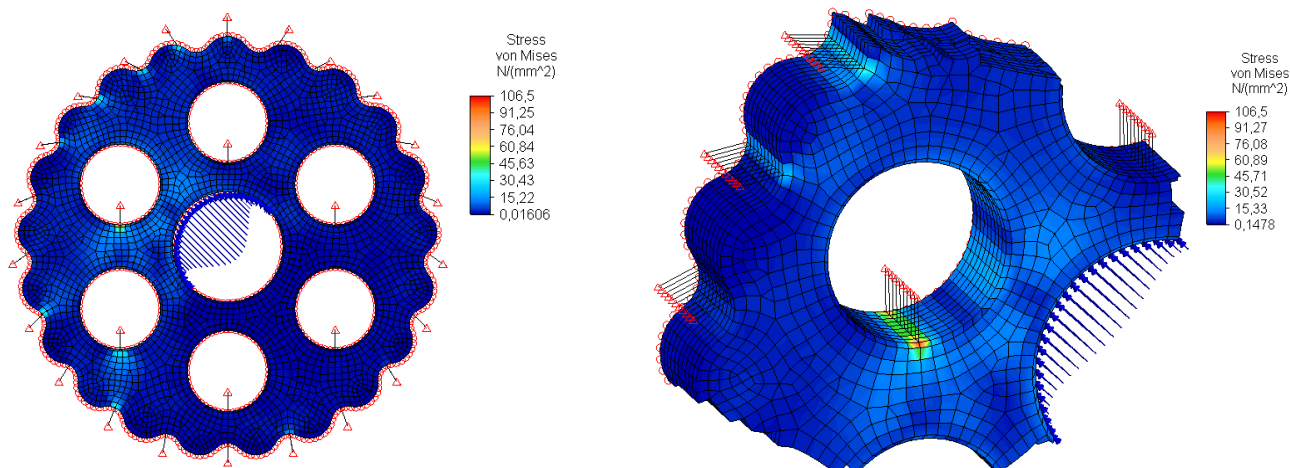 Stress
von Mises
N/(mm^2)
106,5
91,25
76,04
60,84
45,63
30,43
15,22
0,01606
Stress
von Mises
N/(mm^2)
106,5
91,27
76,08
60,89
45,71
30,52
15,33
0,1478